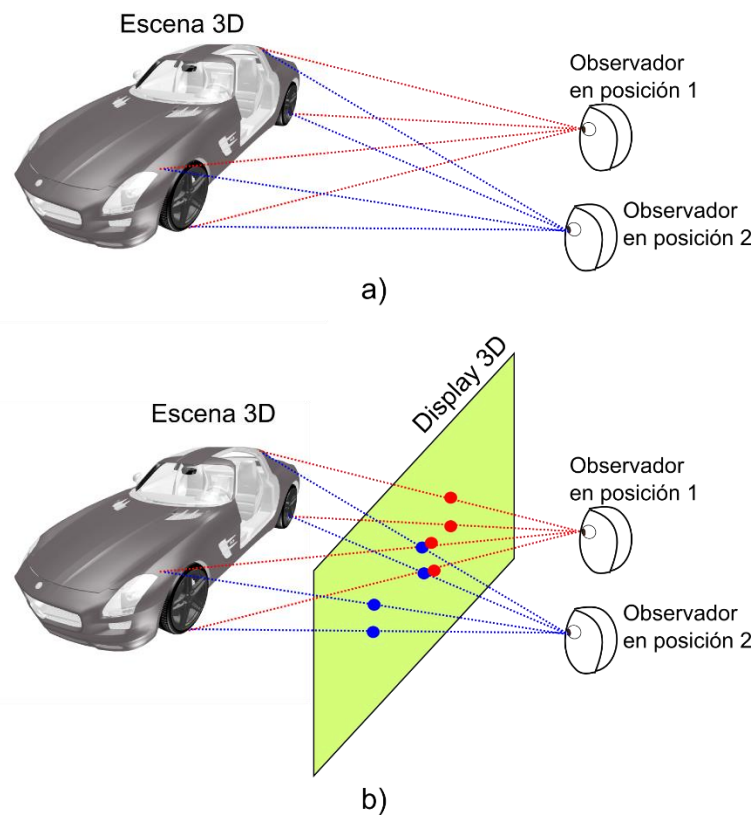 Escena 3D
Observador
en posición 1
Observador
en posición 2
a)
Escena 3D
Display 3D
Observador
en posición 1
Observador
en posición 2
b)